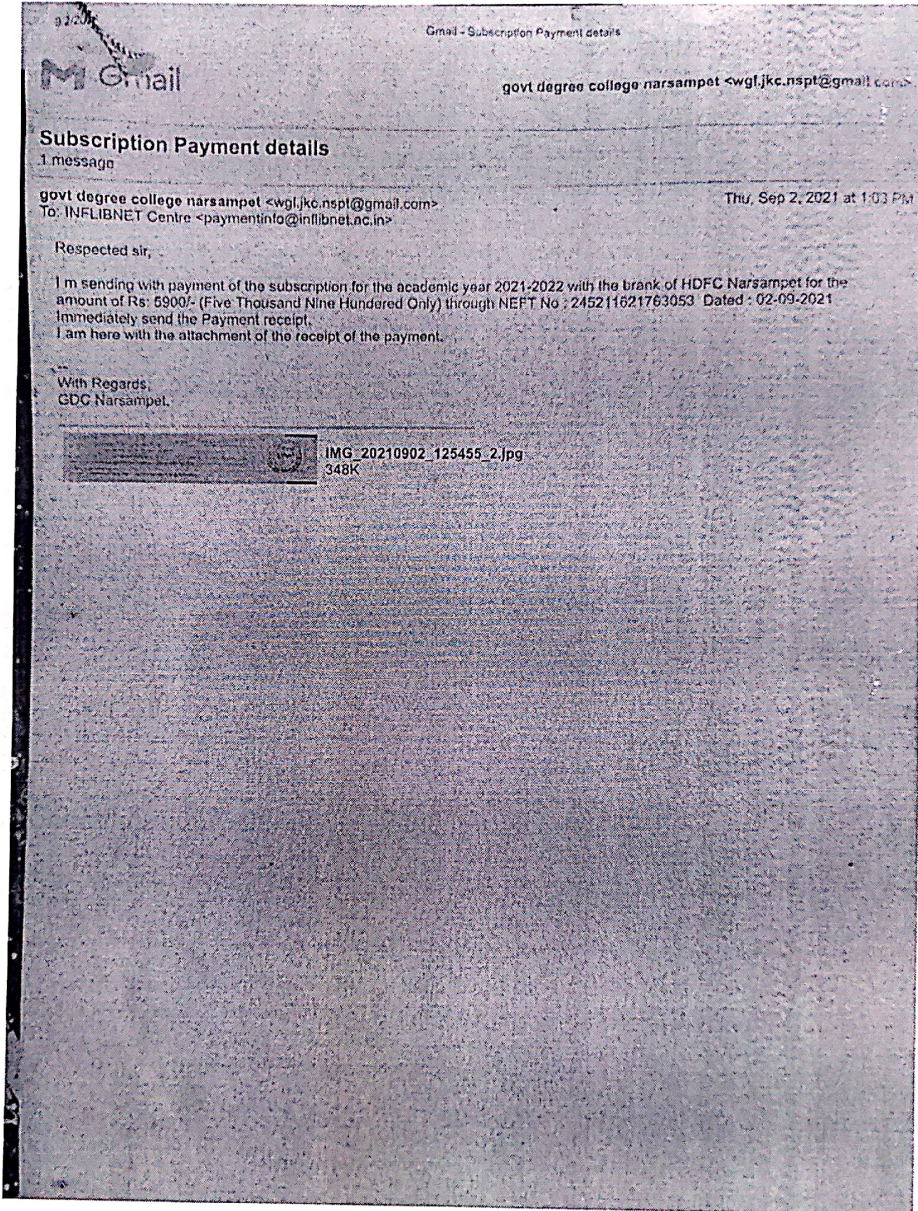 Gmail - Subscription Payment details
Gmail
govt degree college narsampet <wgl.jkc.nspt@gmail.com>
Subscription Payment details
1 message
govt degree college narsampet <wgl.jkc.nspt@gmail.com>
Thu, Sep 2, 2021 at 1:03 PM
To: INFLIBNET Centre <paymentinfo@inflibnet.ac.in>
Respected sir,
I m sending with payment of the subscription for the academic year 2021-2022 with the brank of HDFC Narsampet for the
amount of Rs: 5900/- (Five Thousand Nine Hundered Only) through NEFT No : 245211621763053 Dated : 02-09-2021
Immediately send the Payment receipt.
I am here with the attachment of the receipt of the payment.
--
With Regards,
GDC Narsampet.
IMG_20210902_125455_2.jpg
348K